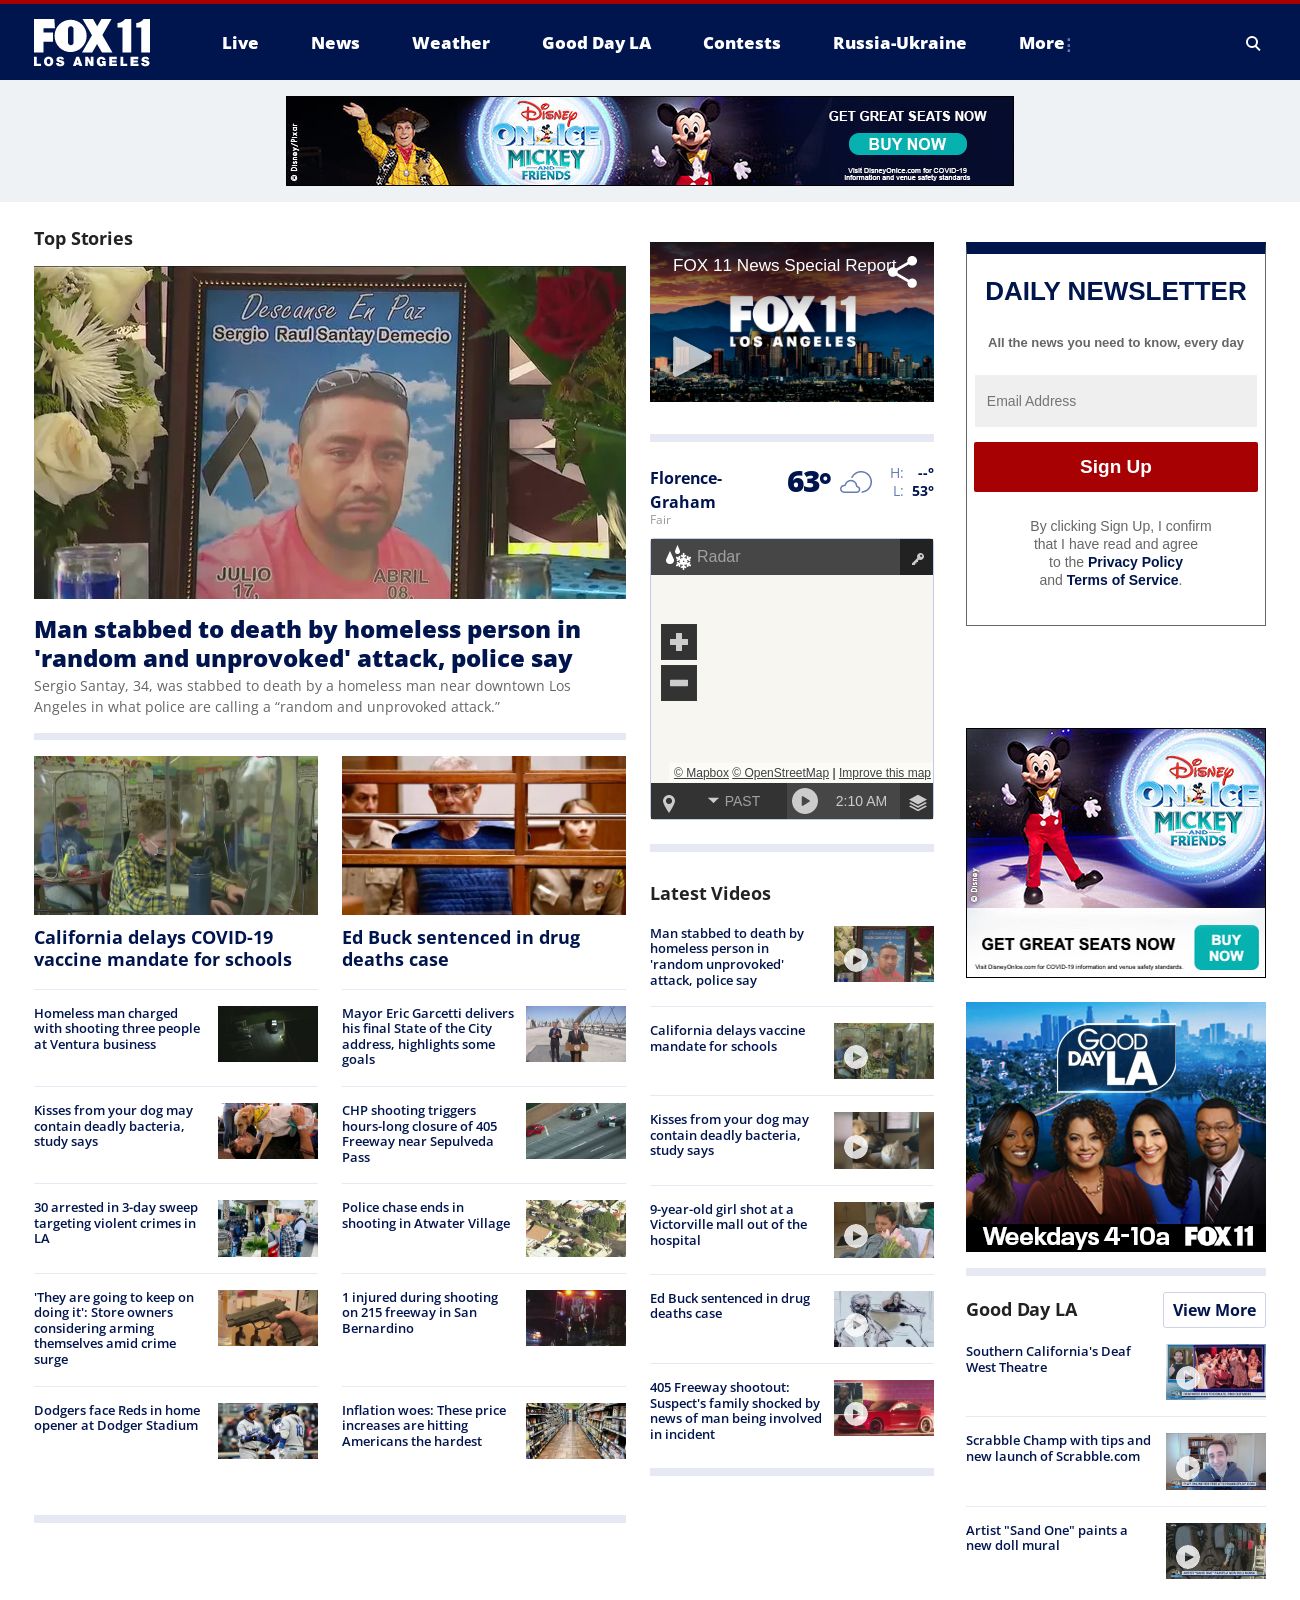 FOX 11
LOS ANGELES
Live
News
Weather
Good Day LA
Contests
Russia-Ukraine
More
© Disney/Pixar
Disney
ON ICE
MICKEY
AND
FRIENDS
GET GREAT SEATS NOW
BUY NOW
Visit DisneyOnIce.com for COVID-19
information and venue safety standards
Top Stories
Descanse En Paz
Sergio Raul Santay Demecio
JULIO
17,
ABRIL
08,
Man stabbed to death by homeless person in
'random and unprovoked' attack, police say
Sergio Santay, 34, was stabbed to death by a homeless man near downtown Los
Angeles in what police are calling a “random and unprovoked attack.”
California delays COVID-19
vaccine mandate for schools
Homeless man charged
with shooting three people
at Ventura business
Kisses from your dog may
contain deadly bacteria,
study says
30 arrested in 3-day sweep
targeting violent crimes in
LA
'They are going to keep on
doing it': Store owners
considering arming
themselves amid crime
surge
Dodgers face Reds in home
opener at Dodger Stadium
Ed Buck sentenced in drug
deaths case
Mayor Eric Garcetti delivers
his final State of the City
address, highlights some
goals
CHP shooting triggers
hours-long closure of 405
Freeway near Sepulveda
Pass
Police chase ends in
shooting in Atwater Village
1 injured during shooting
on 215 freeway in San
Bernardino
Inflation woes: These price
increases are hitting
Americans the hardest
FOX 11 News Special Report
FOX 11
LOS ANGELES
Florence-
Graham
Fair
63°
H: --°
L: 53°
Radar
© Mapbox © OpenStreetMap | Improve this map
PAST
2:10 AM
Latest Videos
Man stabbed to death by
homeless person in
'random unprovoked'
attack, police say
California delays vaccine
mandate for schools
Kisses from your dog may
contain deadly bacteria,
study says
9-year-old girl shot at a
Victorville mall out of the
hospital
Ed Buck sentenced in drug
deaths case
405 Freeway shootout:
Suspect's family shocked by
news of man being involved
in incident
DAILY NEWSLETTER
All the news you need to know, every day
Email Address
Sign Up
By clicking Sign Up, I confirm
that I have read and agree
to the Privacy Policy
and Terms of Service.
Disney
ON ICE
MICKEY
AND
FRIENDS
© Disney
GET GREAT SEATS NOW
BUY
NOW
Visit DisneyOnIce.com for COVID-19 information and venue safety standards.
GOOD
DAY LA
Weekdays 4-10a FOX 11
Good Day LA
View More
Southern California's Deaf
West Theatre
Scrabble Champ with tips and
new launch of Scrabble.com
Artist "Sand One" paints a
new doll mural